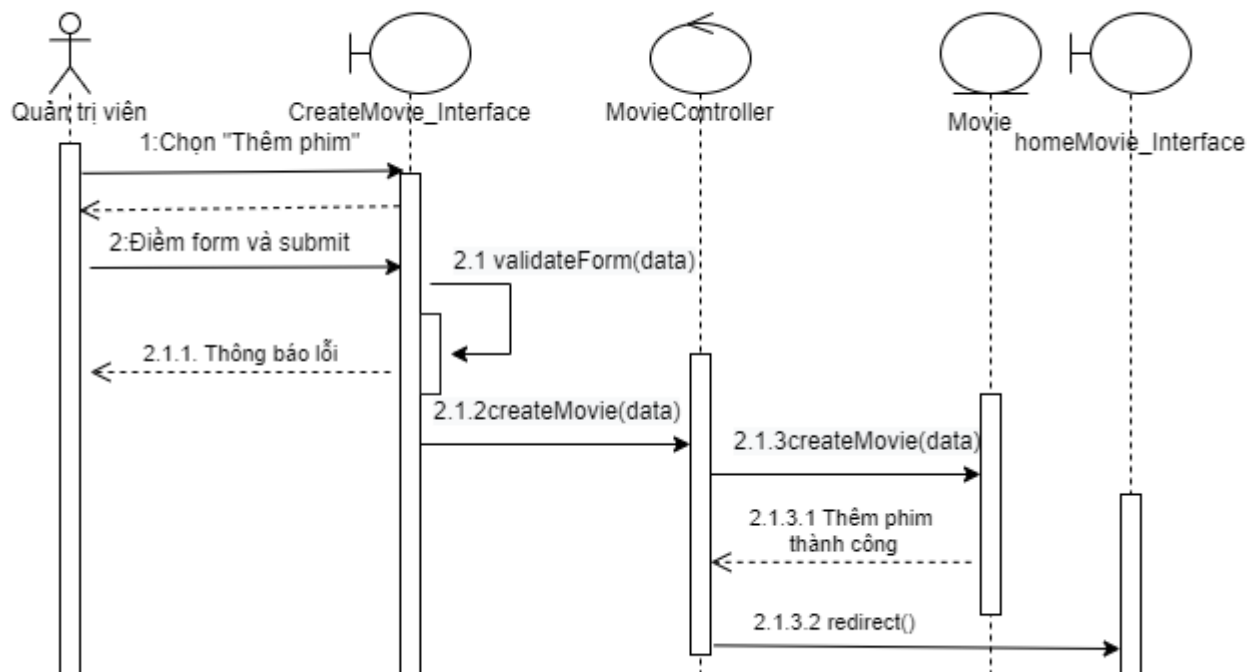 Quản trị viên
CreateMovie_Interface
MovieController
Movie
homeMovie_Interface
1:Chọn "Thêm phim"
2:Điềm form và submit
2.1 validateForm(data)
2.1.1. Thông báo lỗi
2.1.2createMovie(data)
2.1.3createMovie(data)
2.1.3.1 Thêm phim
thành công
2.1.3.2 redirect()